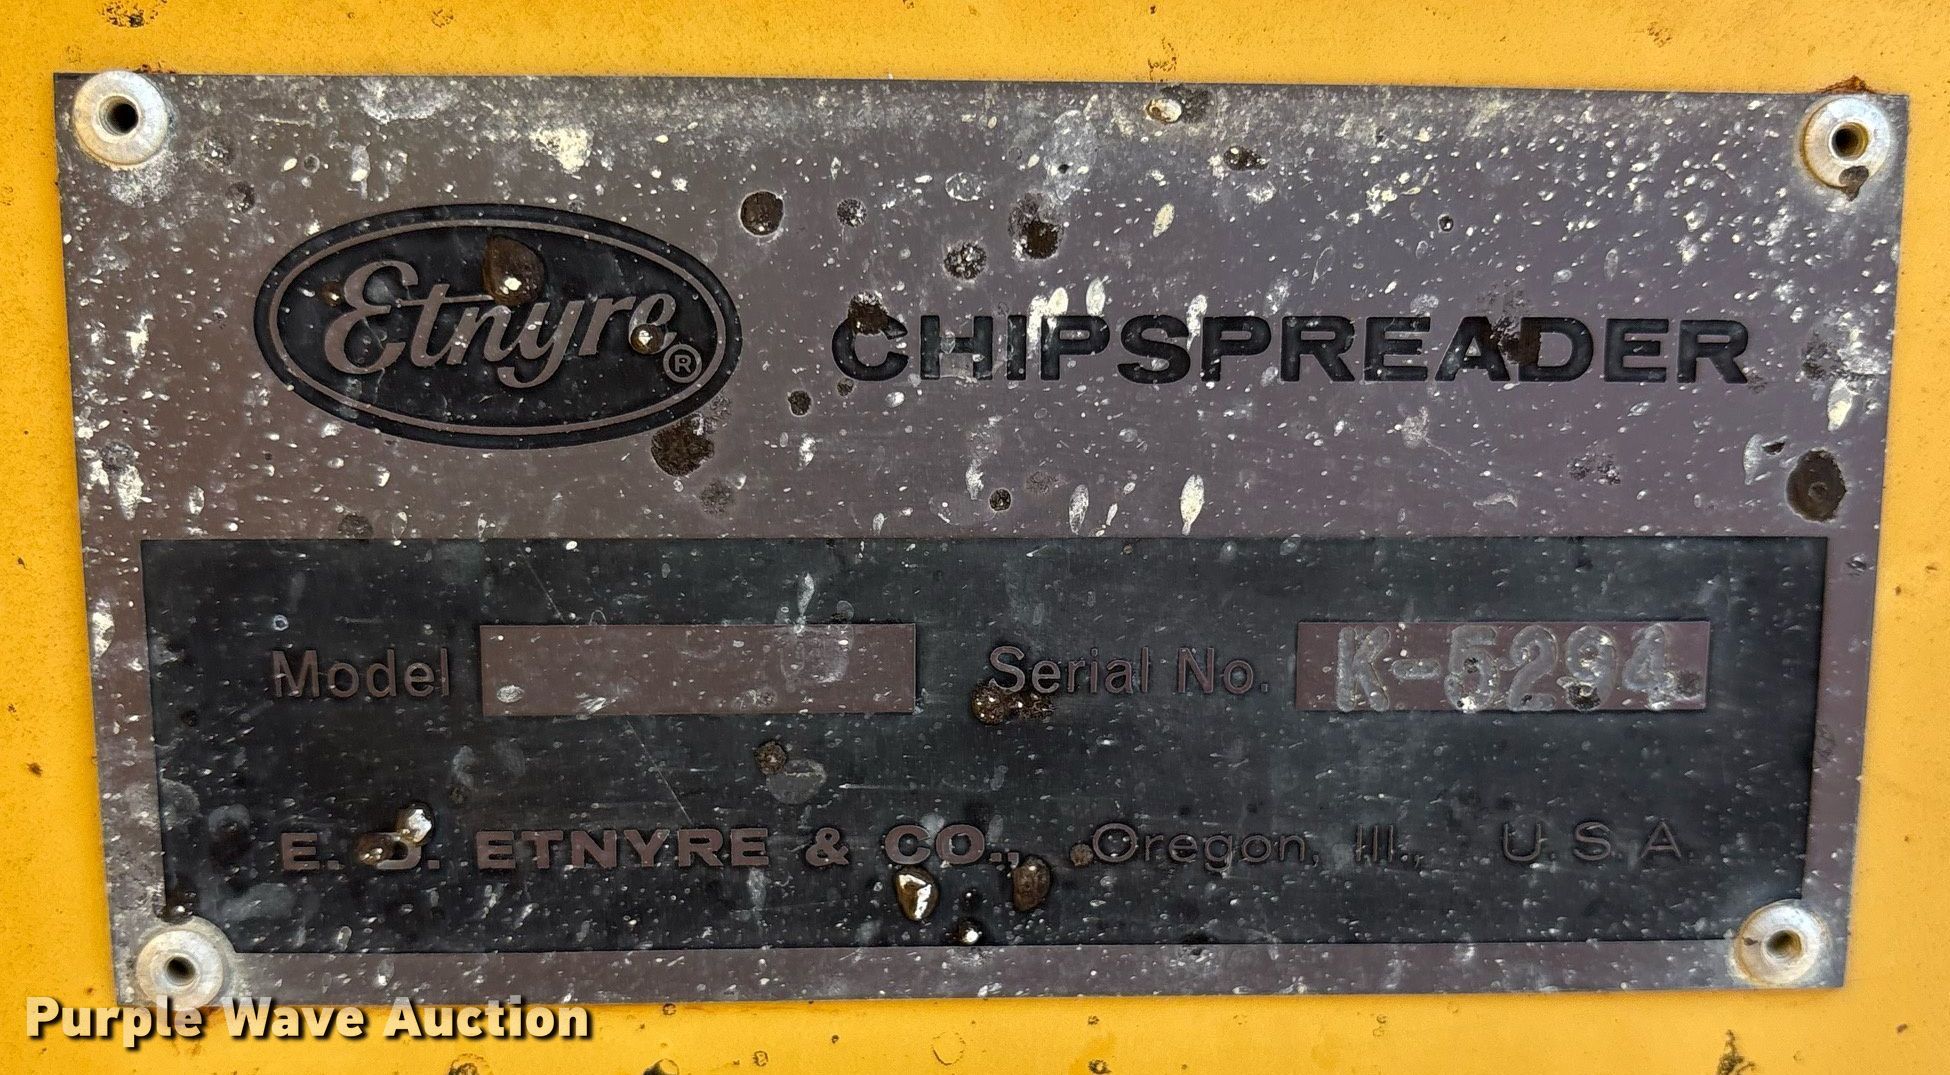 Etnyre® CHIPSPREADER
Model Serial No. K-5294
E. D. ETNYRE & CO., Oregon, Ill., U.S.A.
Purple Wave Auction